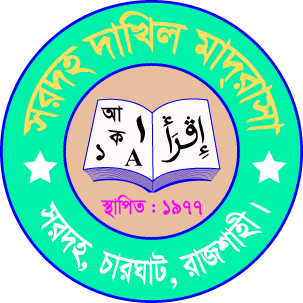 সরদহ দাখিল মাদ্রাসা
আ
ক
১
ا
A
إِقْرَأْ
স্থাপিত : ১৯৭৭
সরদহ, চারঘাট, রাজশাহী।